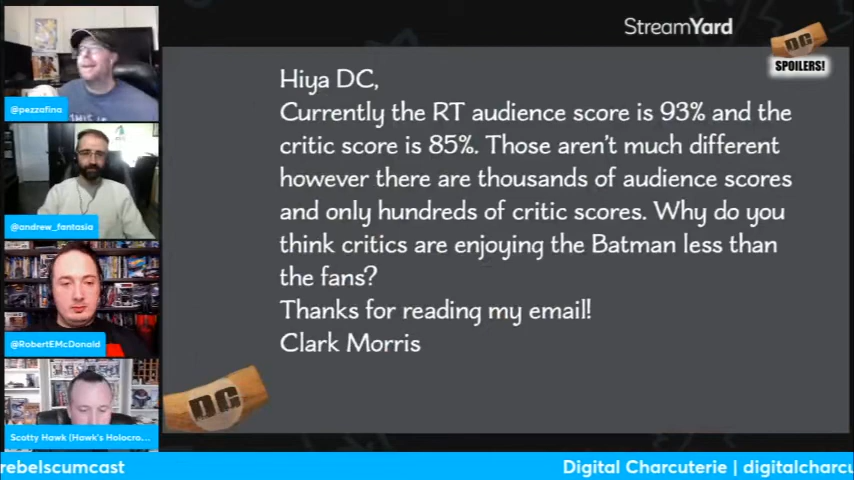 StreamYard
DC
SPOILERS!
Hiya DC,
Currently the RT audience score is 93% and the
critic score is 85%. Those aren't much different
however there are thousands of audience scores
and only hundreds of critic scores. Why do you
think critics are enjoying the Batman less than
the fans?
Thanks for reading my email!
Clark Morris
@pezzafina
@andrew_fantasia
@RobertEMcDonald
Scotty Hawk (Hawk's Holocro...
DC
rebelscumcast
Digital Charcuterie | digitalcharcu